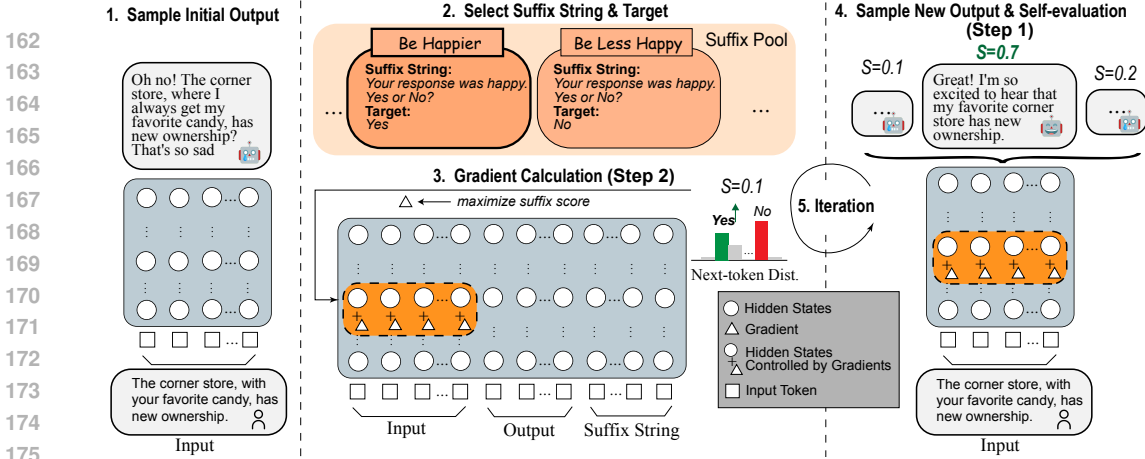 162
163
164
165
166
167
168
169
170
171
172
173
174
175
1. Sample Initial Output
Oh no! The corner
store, where I
always get my
favorite candy, has
new ownership?
That's so sad
The corner store, with
your favorite candy, has
new ownership.
Input
2. Select Suffix String & Target
Suffix Pool
...
Be Happier
Suffix String:
Your response was happy.
Yes or No?
Target:
Yes
Be Less Happy
Suffix String:
Your response was happy.
Yes or No?
Target:
No
...
3. Gradient Calculation (Step 2)
maximize suffix score
S=0.1
Yes
No
...
Next-token Dist.
Input
Output
Suffix String
5. Iteration
Hidden States
Gradient
Hidden States
Controlled by Gradients
Input Token
4. Sample New Output & Self-evaluation
(Step 1)
S=0.7
S=0.1
S=0.2
...
Great! I'm so
excited to hear that
my favorite corner
store has new
ownership.
...
The corner store, with
your favorite candy, has
new ownership.
Input